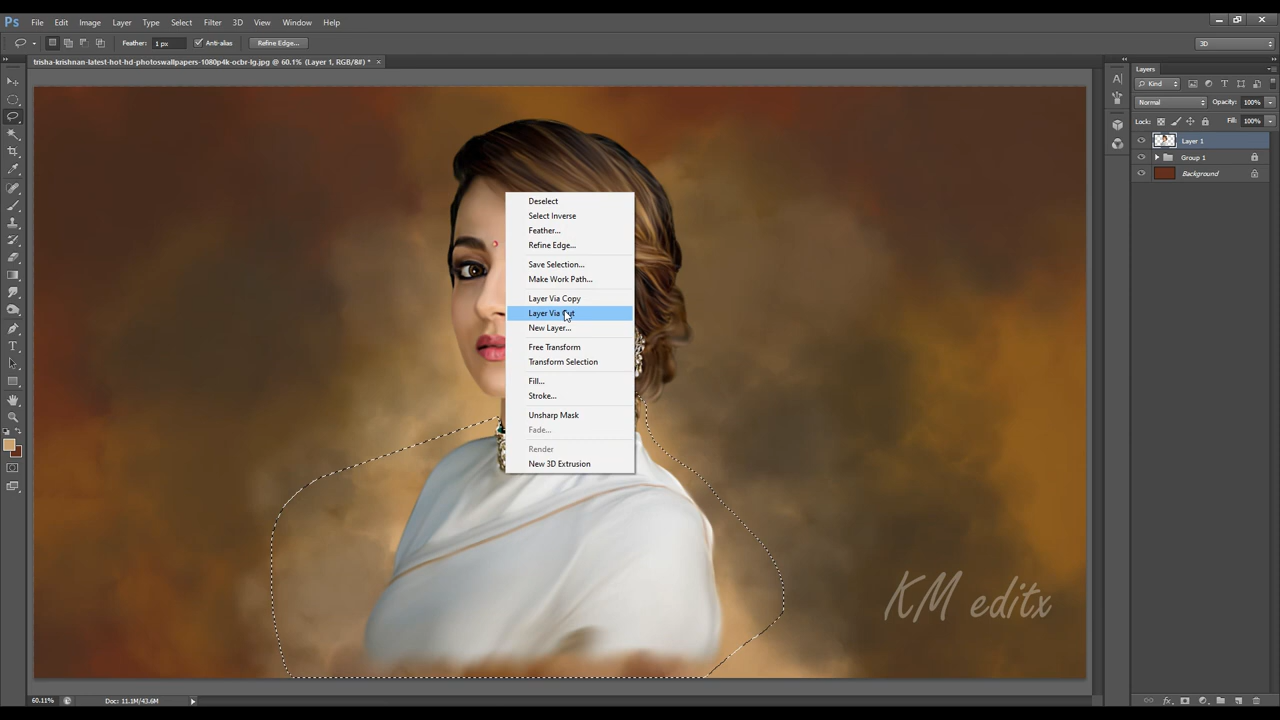 Ps File Edit Image Layer Type Select Filter 3D View Window Help
Feather: 1 px Anti-alias Refine Edge... 3D
trisha-krishnan-latest-hot-hd-photoswallpapers-1080p4k-ocbr-lg.jpg @ 60.1% (Layer 1, RGB/8#) * ×
Layers
Kind
Normal Opacity: 100%
Lock: Fill: 100%
Layer 1
Group 1
Background
Deselect
Select Inverse
Feather...
Refine Edge...
Save Selection...
Make Work Path...
Layer Via Copy
Layer Via Cut
New Layer...
Free Transform
Transform Selection
Fill...
Stroke...
Unsharp Mask
Fade...
Render
New 3D Extrusion
KM editx
60.11% Doc: 11.1M/43.6M